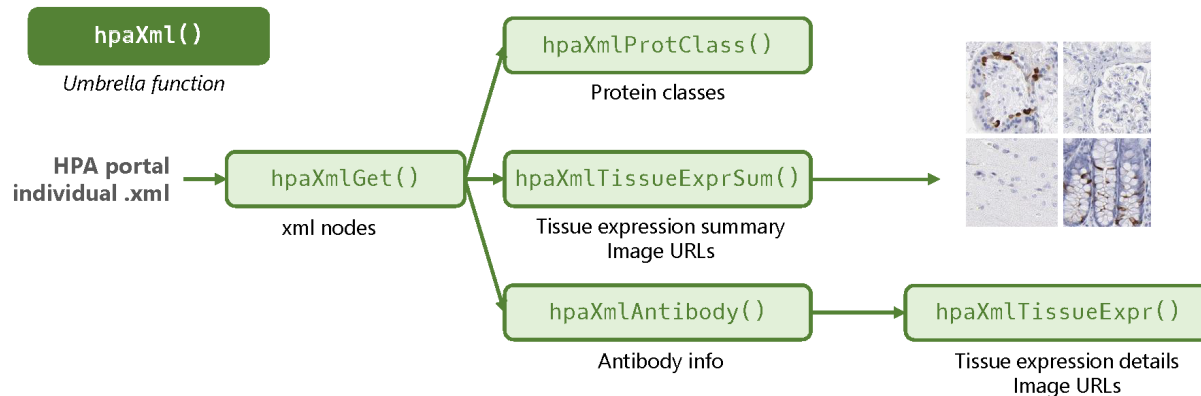 hpaXml()
Umbrella function
hpaXmlProtClass()
Protein classes
HPA portal
individual .xml
hpaXmlGet()
xml nodes
hpaXmlTissueExprSum()
Tissue expression summary
Image URLs
hpaXmlAntibody()
Antibody info
hpaXmlTissueExpr()
Tissue expression details
Image URLs